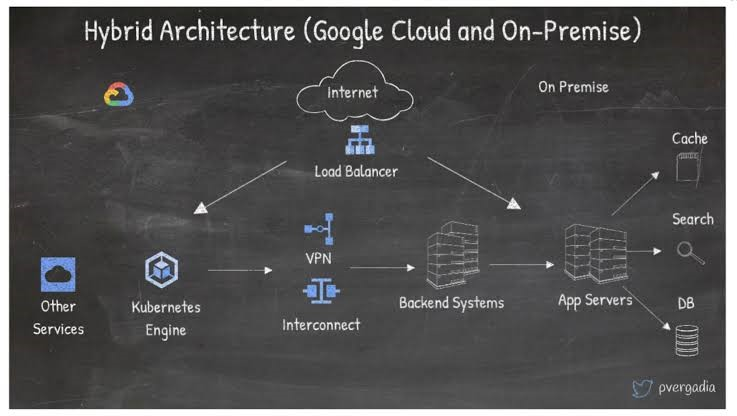 Hybrid Architecture (Google Cloud and On-Premise)
Internet
On Premise
Load Balancer
Cache
Search
VPN
Other
Services
Kubernetes
Engine
Interconnect
Backend Systems
App Servers
DB
pvergadia